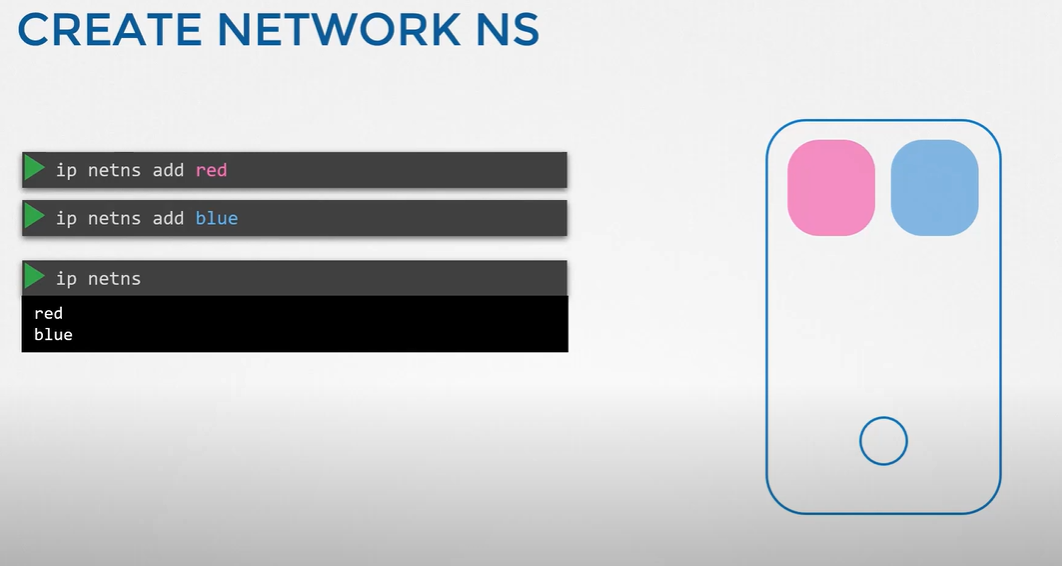 CREATE NETWORK NS
ip netns add red
ip netns add blue
ip netns
red
blue